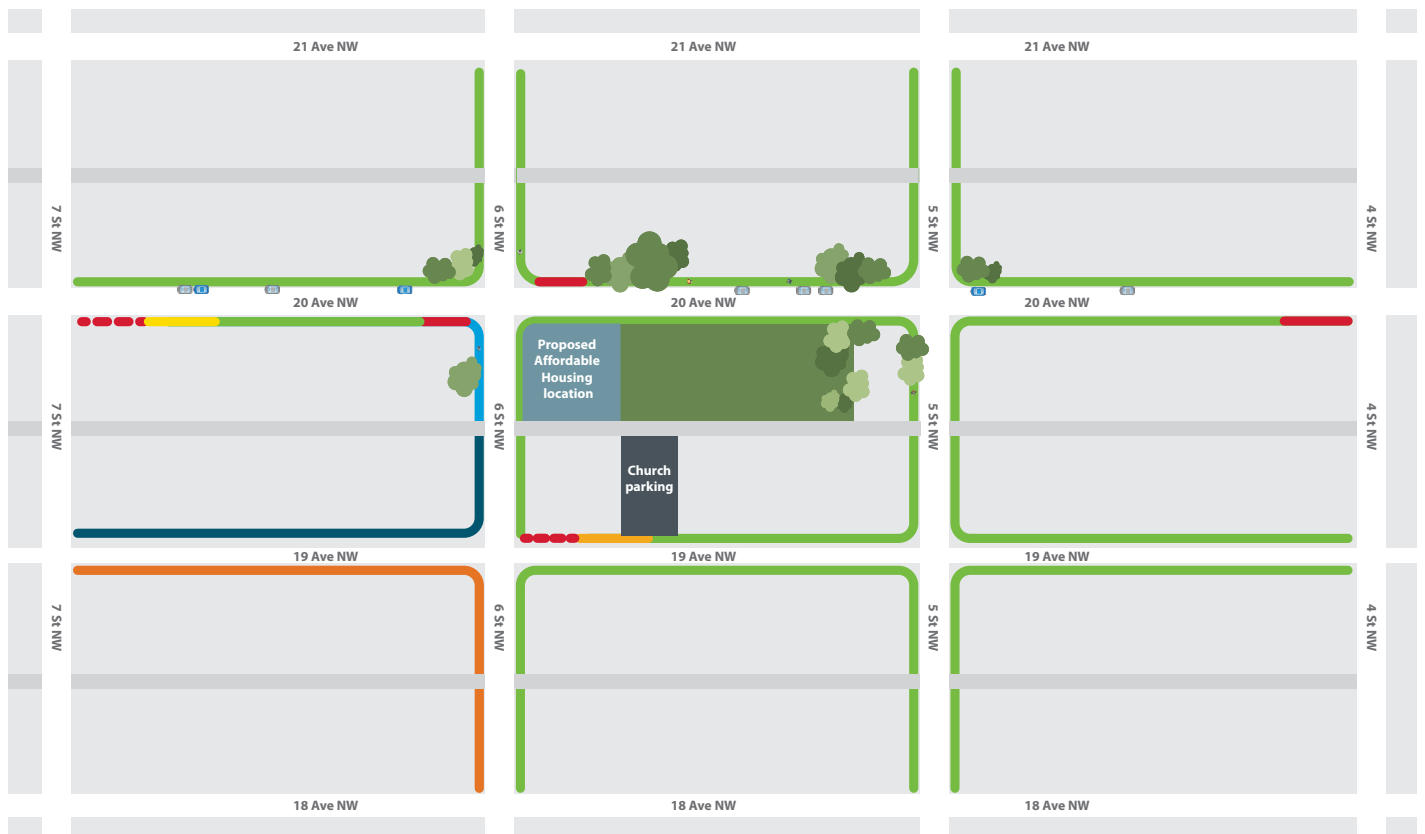 21 Ave NW
21 Ave NW
21 Ave NW
7 St NW
6 St NW
5 St NW
4 St NW
20 Ave NW
20 Ave NW
20 Ave NW
Proposed
Affordable
Housing
location
7 St NW
6 St NW
5 St NW
4 St NW
Church
parking
19 Ave NW
19 Ave NW
19 Ave NW
7 St NW
6 St NW
5 St NW
4 St NW
18 Ave NW
18 Ave NW
18 Ave NW